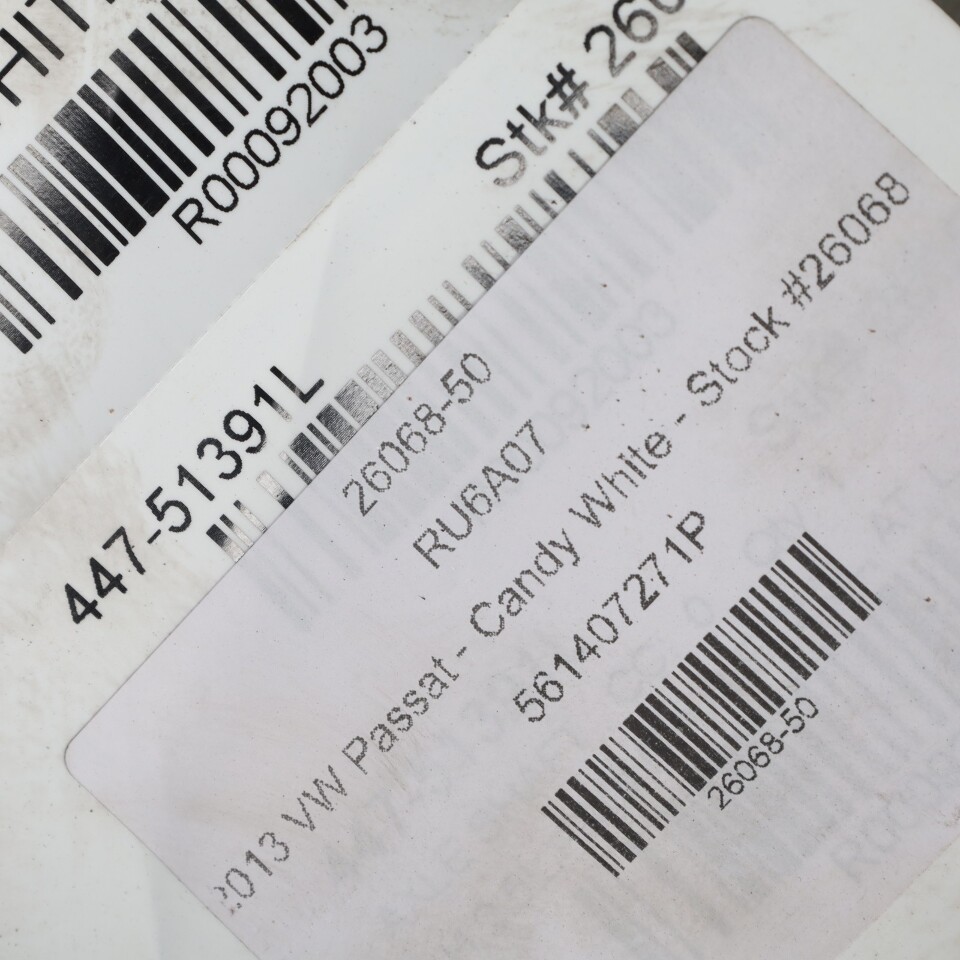 R00092003
Stk# 260
447-51391L
26068-50
RU6A07
2013 VW Passat - Candy White - Stock #26068
561407271P
26068-50